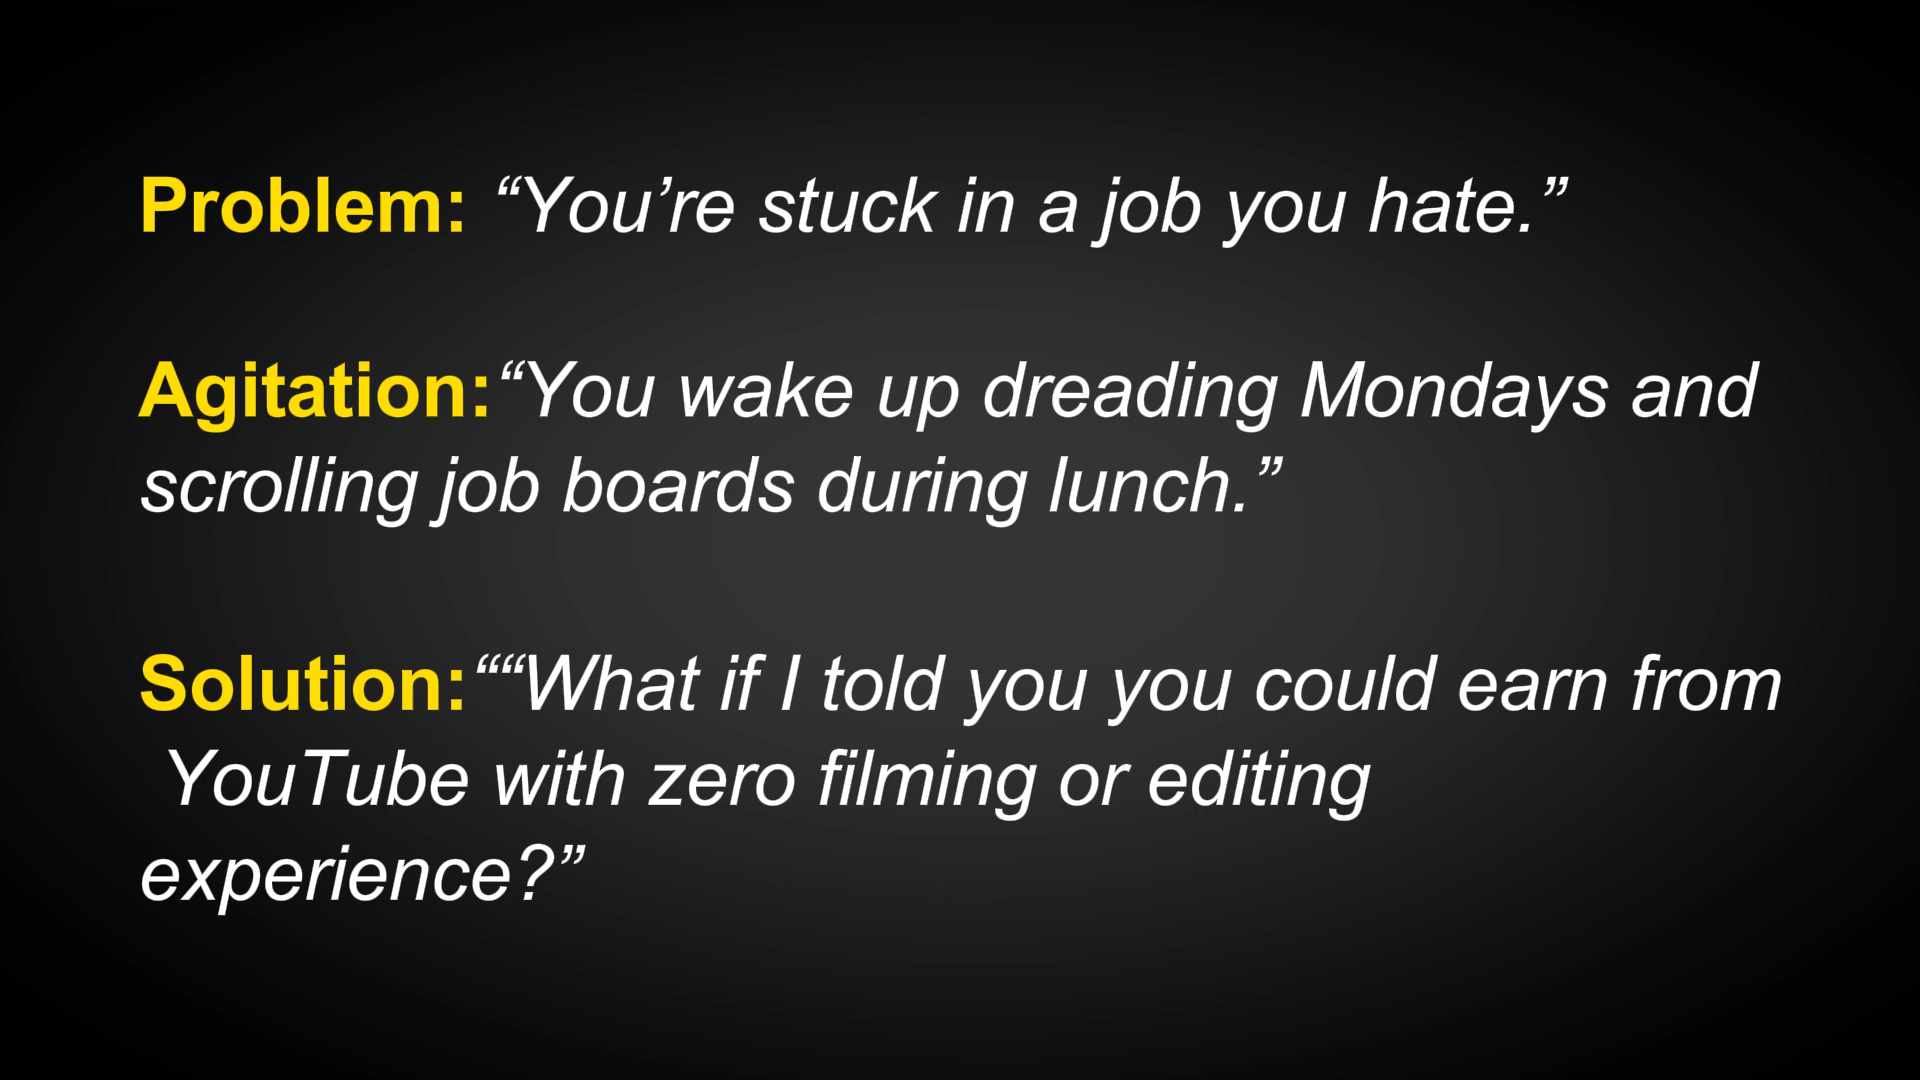 Problem: “You’re stuck in a job you hate.”
Agitation:“You wake up dreading Mondays and
scrolling job boards during lunch.”
Solution:““What if I told you you could earn from
YouTube with zero filming or editing
experience?”